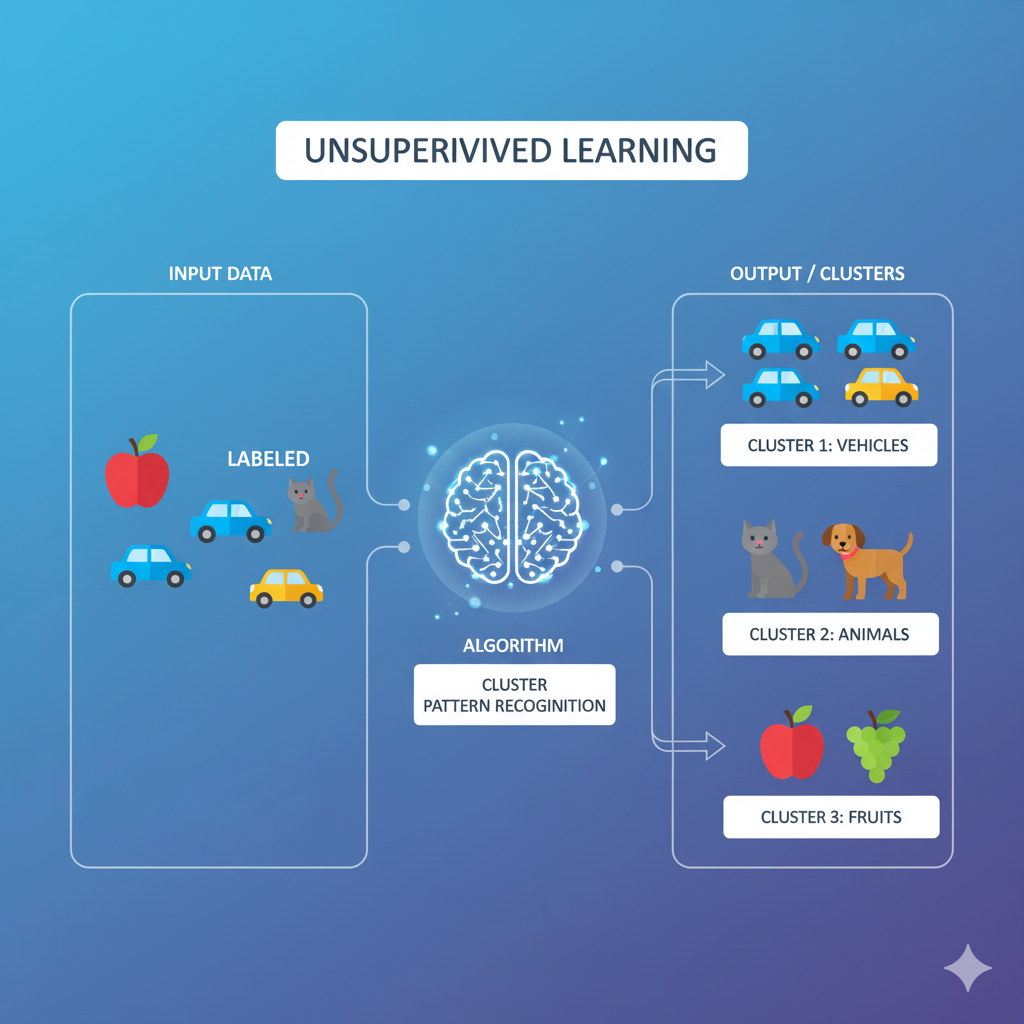 UNSUPERIVIVED LEARNING
INPUT DATA
LABELED
ALGORITHM
CLUSTER
PATTERN RECOGINITION
OUTPUT / CLUSTERS
CLUSTER 1: VEHICLES
CLUSTER 2: ANIMALS
CLUSTER 3: FRUITS